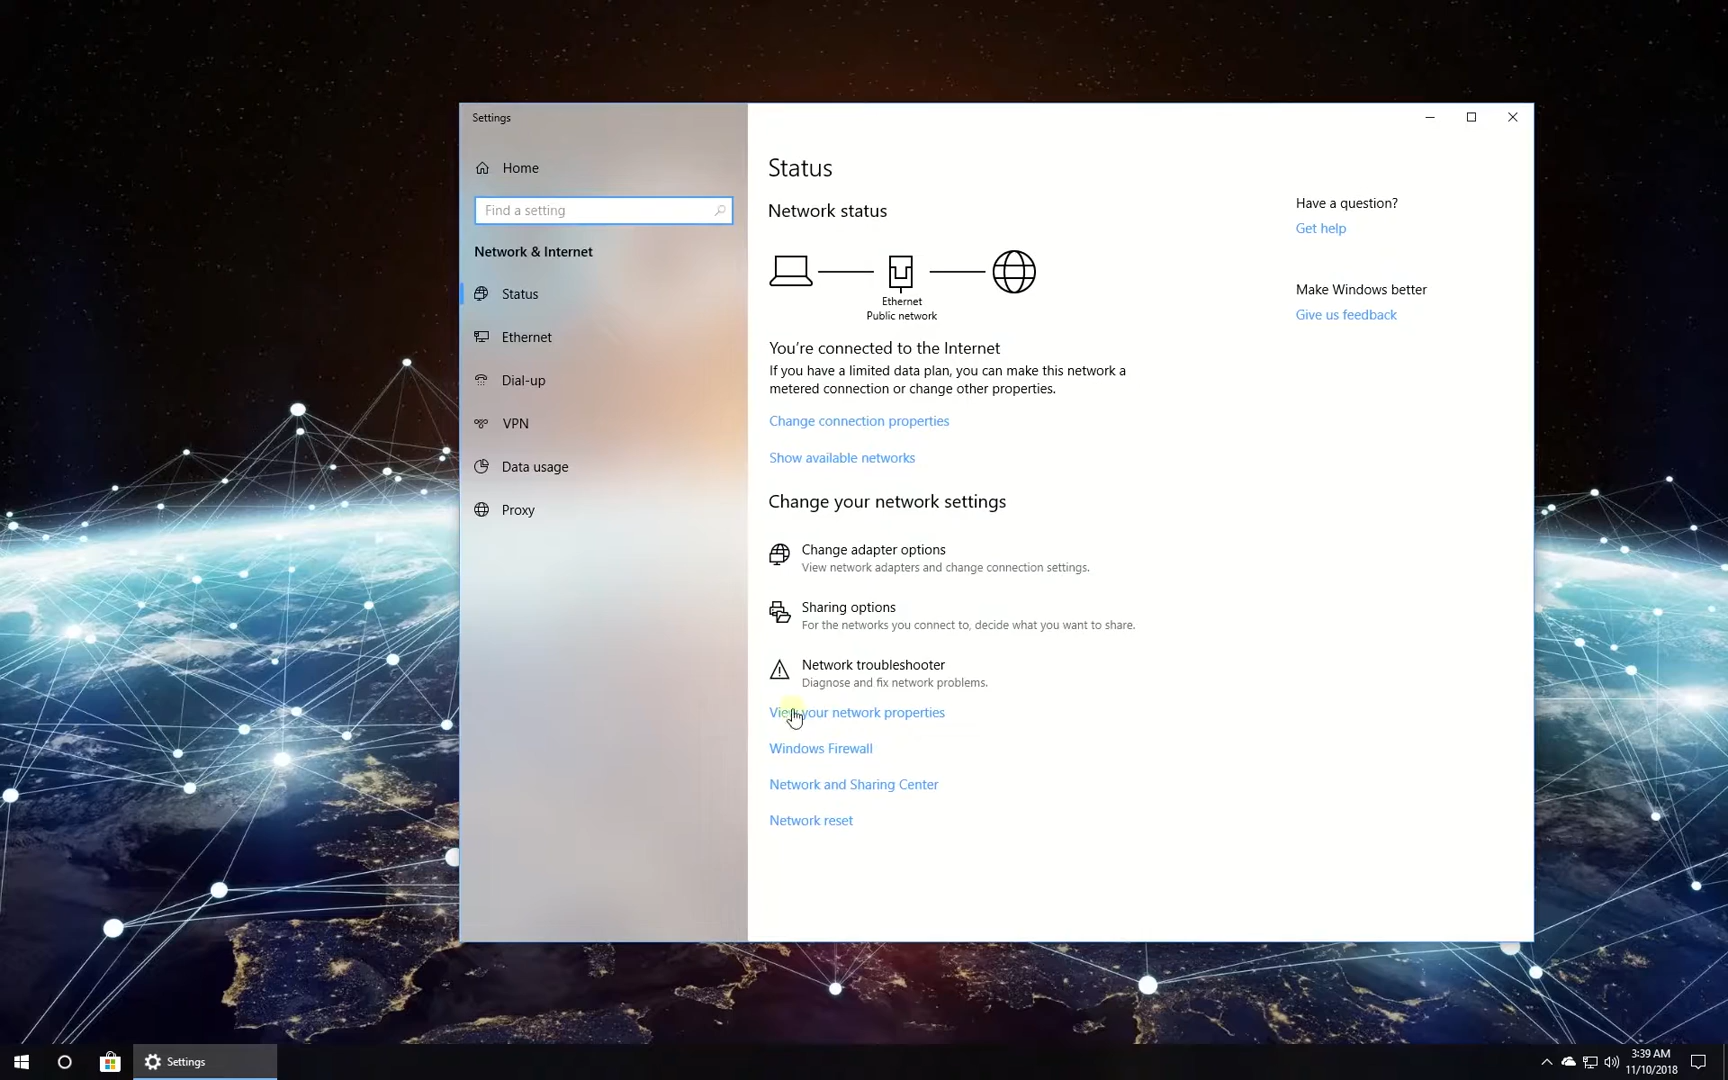 Settings
Home
Find a setting
Network & Internet
Status
Ethernet
Dial-up
VPN
Data usage
Proxy
Status
Network status
Ethernet
Public network
You're connected to the Internet
If you have a limited data plan, you can make this network a
metered connection or change other properties.
Change connection properties
Show available networks
Change your network settings
Change adapter options
View network adapters and change connection settings.
Sharing options
For the networks you connect to, decide what you want to share.
Network troubleshooter
Diagnose and fix network problems.
View your network properties
Windows Firewall
Network and Sharing Center
Network reset
Have a question?
Get help
Make Windows better
Give us feedback
Settings
3:39 AM
11/10/2018